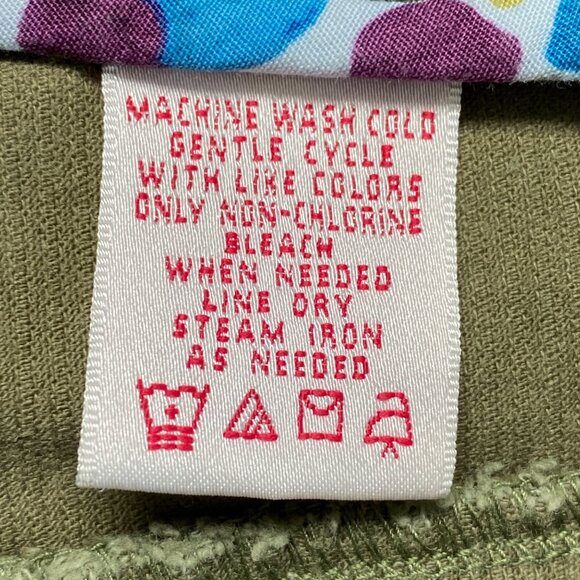 MACHINE WASH COLD
GENTLE CYCLE
WITH LIKE COLORS
ONLY NON-CHLORINE
BLEACH
WHEN NEEDED
LINE DRY
STEAM IRON
AS NEEDED